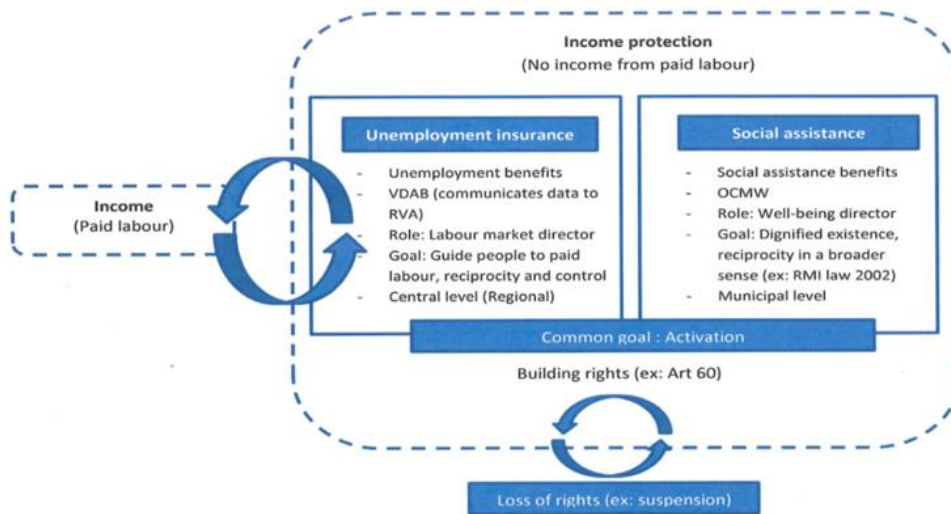 Income protection
(No income from paid labour)
Unemployment insurance
- Unemployment benefits
- VDAB (communicates data to
RVA)
- Role: Labour market director
- Goal: Guide people to paid
labour, reciprocity and control
- Central level (Regional)
Social assistance
- Social assistance benefits
- OCMW
- Role: Well-being director
- Goal: Dignified existence,
reciprocity in a broader
sense (ex: RMI law 2002)
- Municipal level
Income
(Paid labour)
Common goal : Activation
Building rights (ex: Art 60)
Loss of rights (ex: suspension)